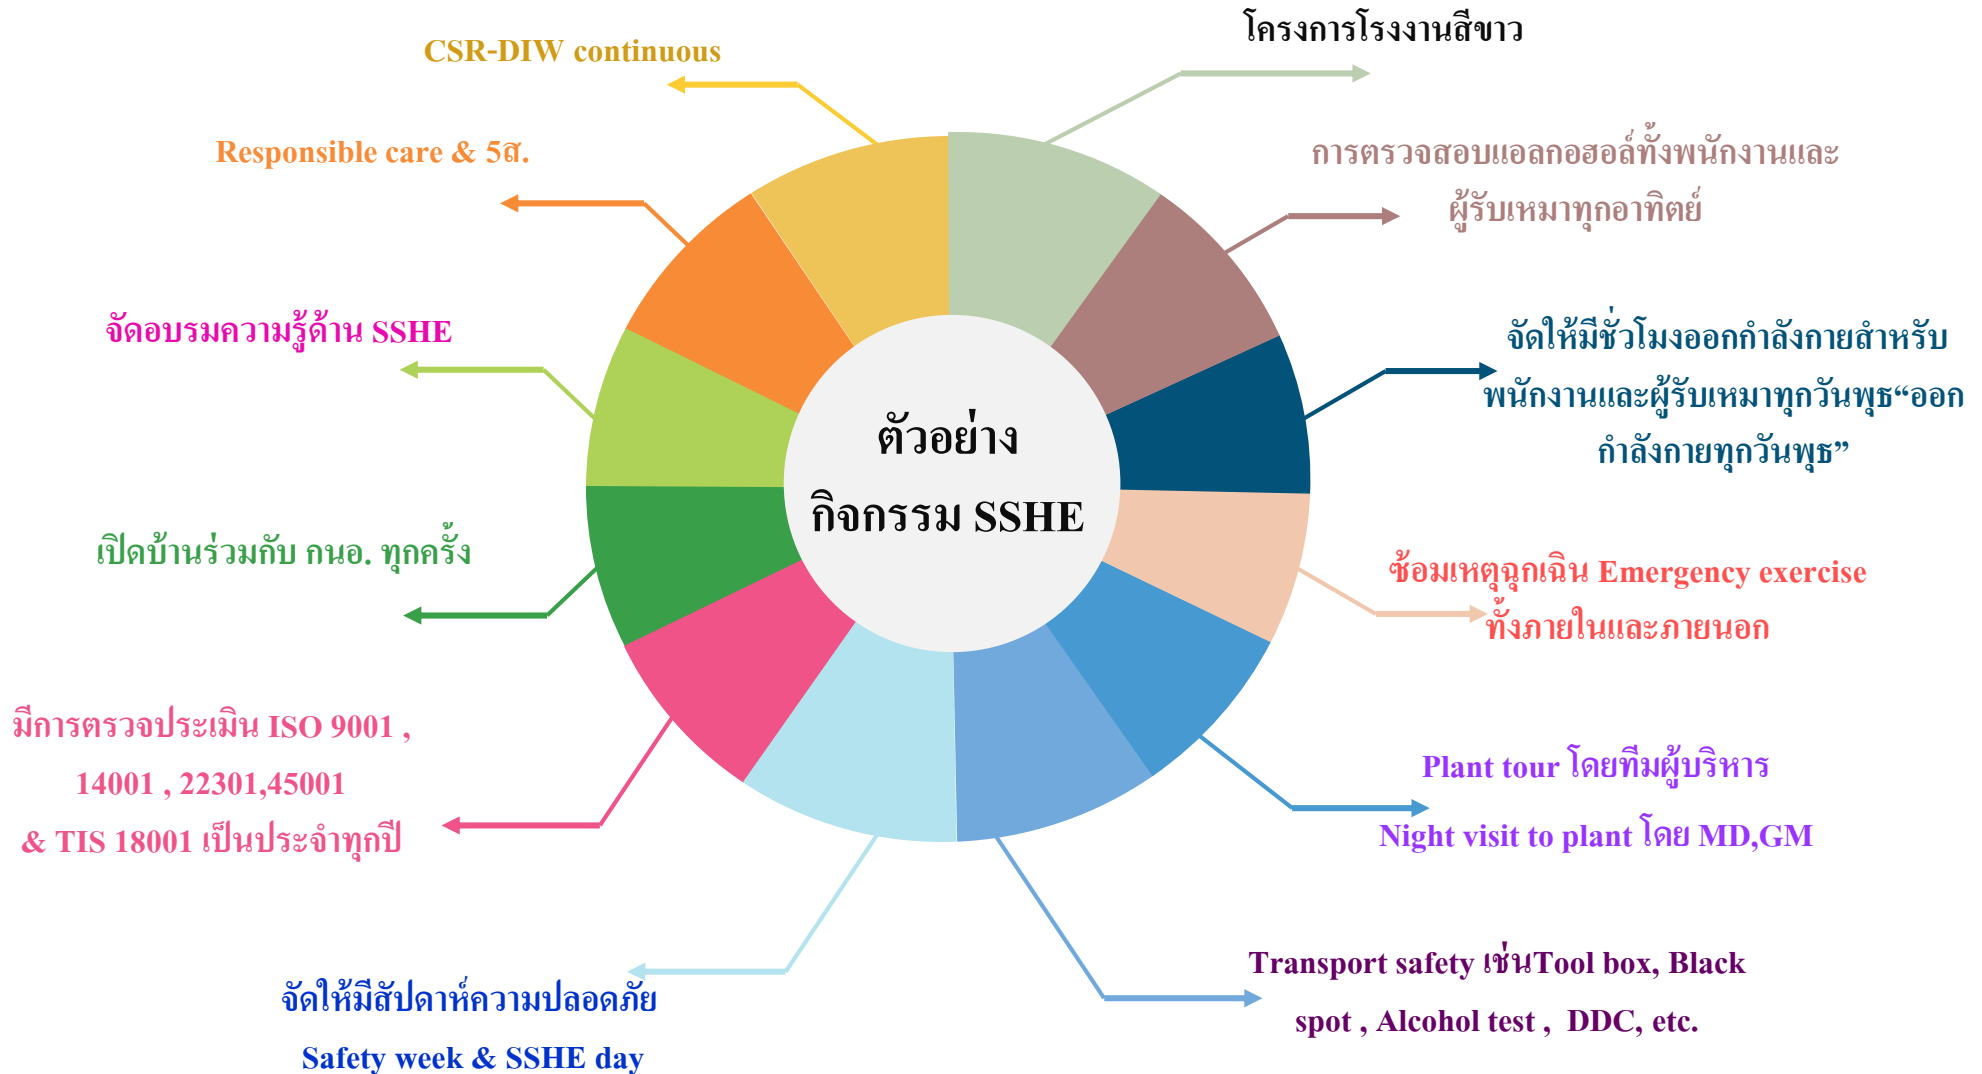 โครงการโรงงานสีขาว
CSR-DIW continuous
Responsible care & 5ส.
การตรวจสอบแอลกอฮอล์ทั้งพนักงานและ
ผู้รับเหมาทุกอาทิตย์
จัดอบรมความรู้ด้าน SSHE
จัดให้มีชั่วโมงออกกำลังกายสำหรับ
พนักงานและผู้รับเหมาทุกวันพุธ“ออก
กำลังกายทุกวันพุธ”
ตัวอย่าง
กิจกรรม SSHE
เปิดบ้านร่วมกับ กนอ. ทุกครั้ง
ซ้อมเหตุฉุกเฉิน Emergency exercise
ทั้งภายในและภายนอก
มีการตรวจประเมิน ISO 9001 ,
14001 , 22301,45001
& TIS 18001 เป็นประจำทุกปี
Plant tour โดยทีมผู้บริหาร
Night visit to plant โดย MD,GM
Transport safety เช่นTool box, Black
spot , Alcohol test , DDC, etc.
จัดให้มีสัปดาห์ความปลอดภัย
Safety week & SSHE day